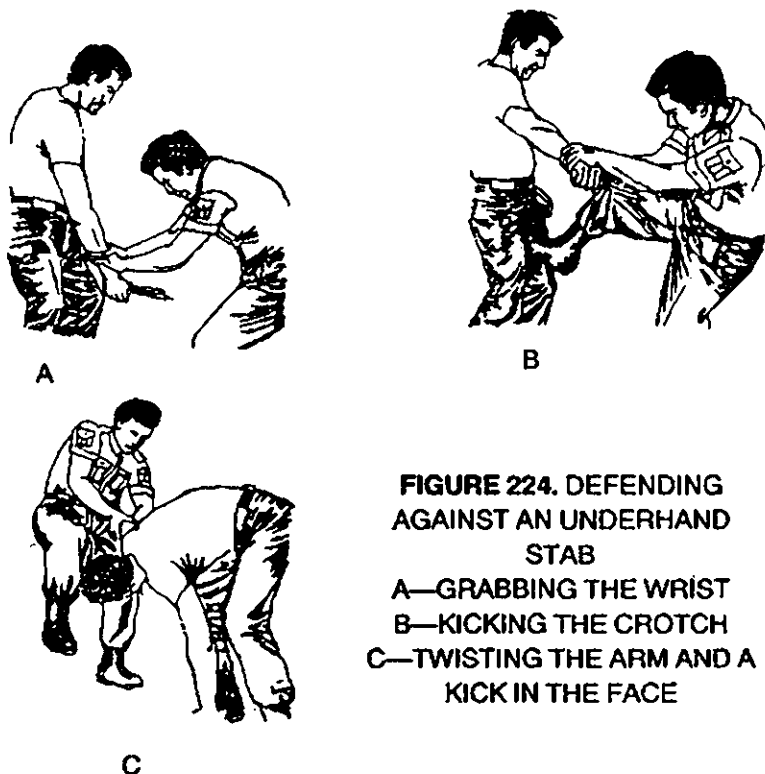 A
B
C
FIGURE 224. DEFENDING
AGAINST AN UNDERHAND
STAB
A—GRABBING THE WRIST
B—KICKING THE CROTCH
C—TWISTING THE ARM AND A
KICK IN THE FACE